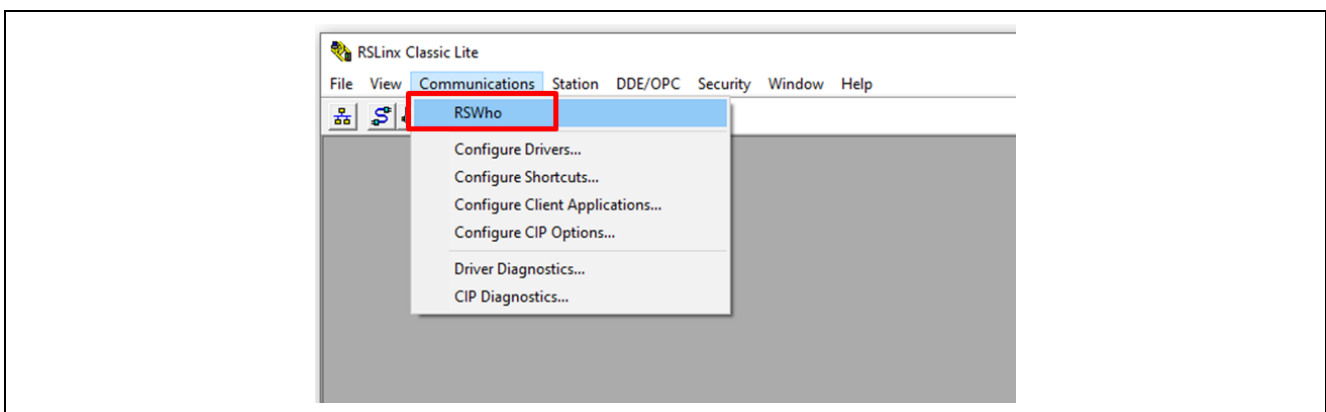 RSLinx Classic Lite
File View Communications Station DDE/OPC Security Window Help
RSWho
Configure Drivers...
Configure Shortcuts...
Configure Client Applications...
Configure CIP Options...
Driver Diagnostics...
CIP Diagnostics...